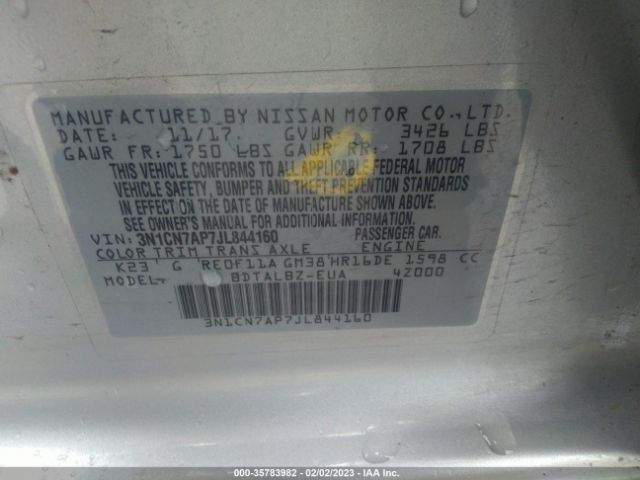 MANUFACTURED BY NISSAN MOTOR CO., LTD.
DATE: 11/17. GVWR: 3426 LBS
GAWR FR: 1750 LBS GAWR RR: 1708 LBS
THIS VEHICLE CONFORMS TO ALL APPLICABLE FEDERAL MOTOR
VEHICLE SAFETY, BUMPER AND THEFT PREVENTION STANDARDS
IN EFFECT ON THE DATE OF MANUFACTURE SHOWN ABOVE.
SEE OWNER'S MANUAL FOR ADDITIONAL INFORMATION.
VIN: 3N1CN7AP7JL844160 PASSENGER CAR.
COLOR TRIM TRANS AXLE ENGINE
K23 G RE0F11A GM38 HR16DE 1598 CC
MODEL: BDTALBZ-EUA 4Z000
3N1CN7AP7JL844160
000-35783982 - 02/02/2023 - IAA Inc.